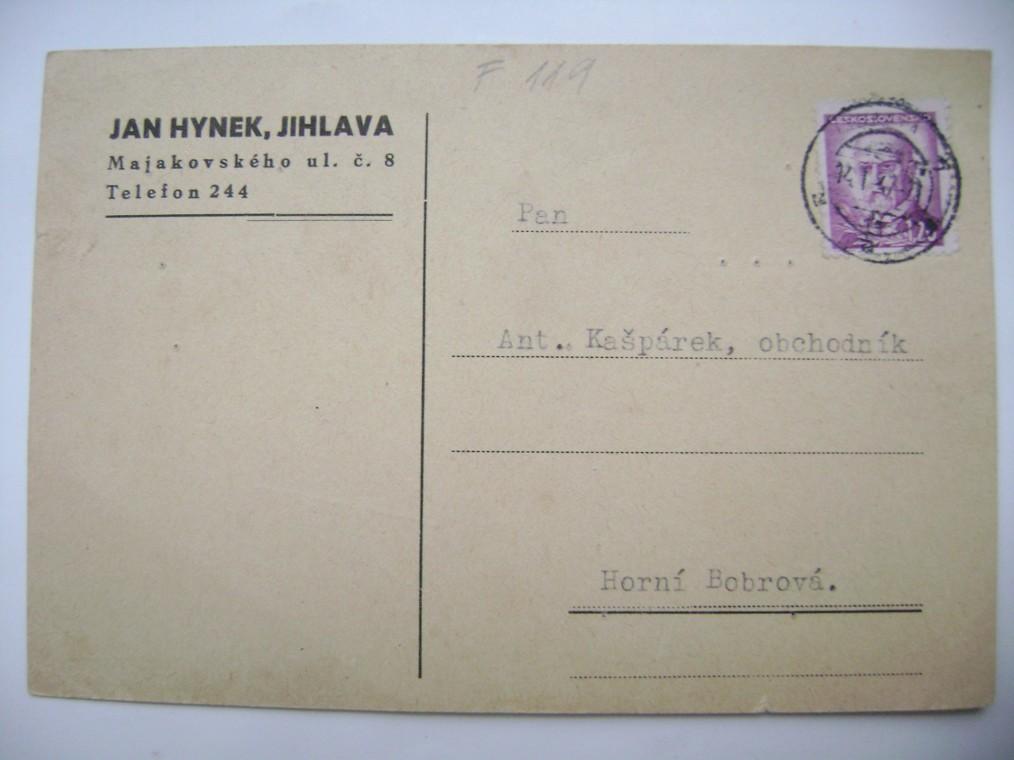 F 119
JAN HYNEK, JIHLAVA
Majakovského ul. č. 8
Telefon 244
ČESKOSLOVENSKO
Pan
Ant. Kašpárek, obchodník
Horní Bobrová.